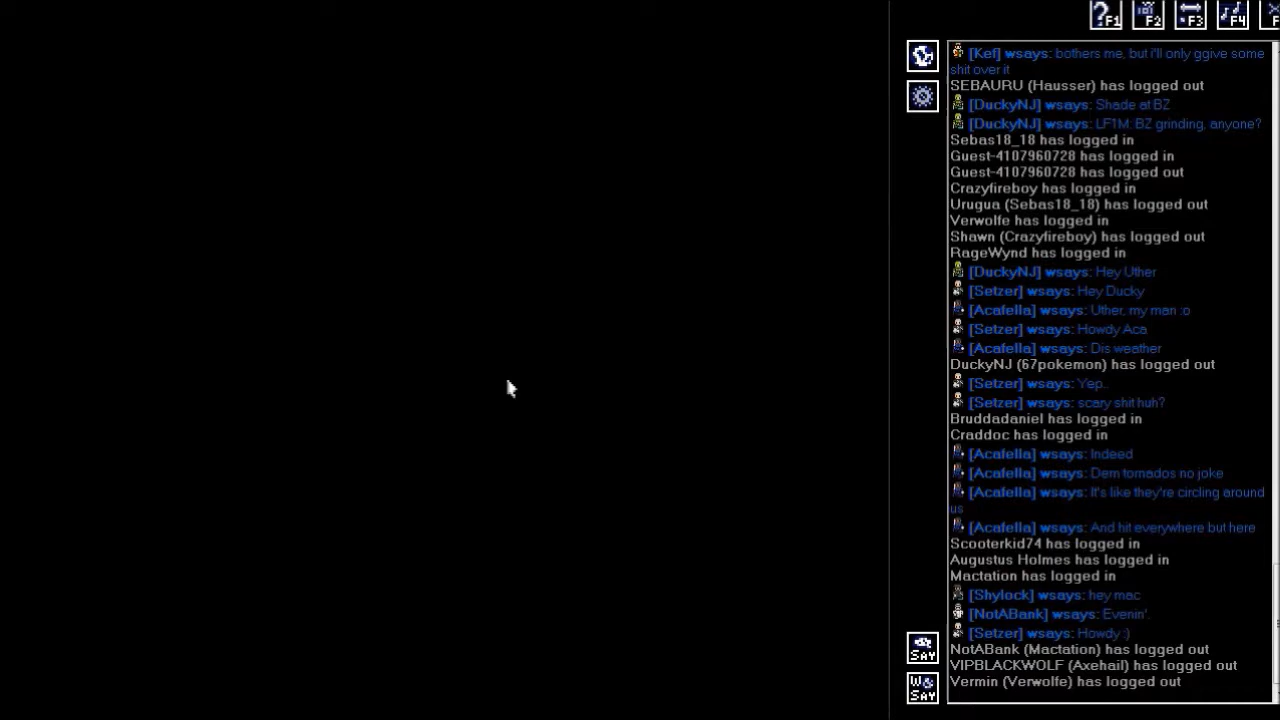 ?F1 F2 F3 F4 F
[Kef] wsays: bothers me, but i'll only ggive some
shit over it
SEBAURU (Hausser) has logged out
[DuckyNJ] wsays: Shade at BZ
[DuckyNJ] wsays: LF1M: BZ grinding, anyone?
Sebas18_18 has logged in
Guest-4107960728 has logged in
Guest-4107960728 has logged out
Crazyfireboy has logged in
Urugua (Sebas18_18) has logged out
Verwolfe has logged in
Shawn (Crazyfireboy) has logged out
RageWynd has logged in
[DuckyNJ] wsays: Hey Uther
[Setzer] wsays: Hey Ducky
[Acafella] wsays: Uther, my man :o
[Setzer] wsays: Howdy Aca
[Acafella] wsays: Dis weather
DuckyNJ (67pokemon) has logged out
[Setzer] wsays: Yep..
[Setzer] wsays: scary shit huh?
Bruddadaniel has logged in
Craddoc has logged in
[Acafella] wsays: Indeed
[Acafella] wsays: Dem tornados no joke
[Acafella] wsays: It's like they're circling around
us
[Acafella] wsays: And hit everywhere but here
Scooterkid74 has logged in
Augustus Holmes has logged in
Mactation has logged in
[Shylock] wsays: hey mac
[NotABank] wsays: Evenin'.
[Setzer] wsays: Howdy :)
SAY
NotABank (Mactation) has logged out
VIPBLACKWOLF (Axehail) has logged out
Vermin (Verwolfe) has logged out
W SAY